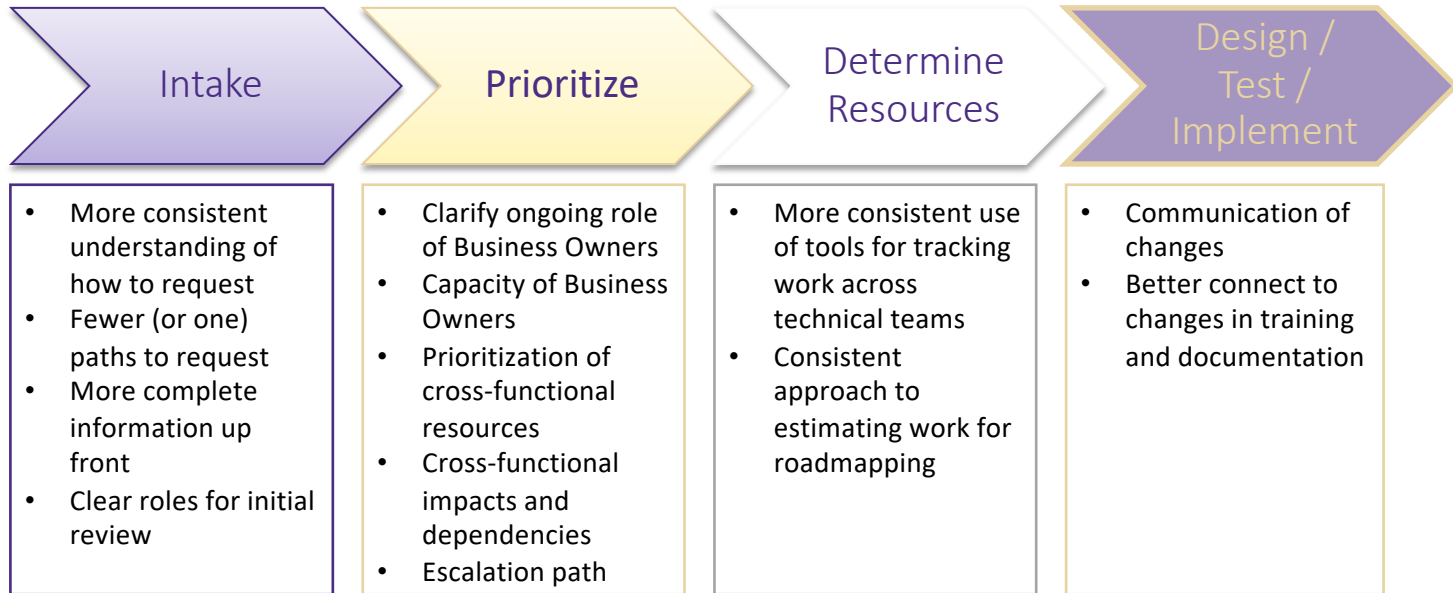 Intake
Prioritize
Determine
Resources
Design /
Test /
Implement
• More consistent
understanding of
how to request
• Fewer (or one)
paths to request
• More complete
information up
front
• Clear roles for initial
review
• Clarify ongoing role
of Business Owners
• Capacity of Business
Owners
• Prioritization of
cross-functional
resources
• Cross-functional
impacts and
dependencies
• Escalation path
• More consistent use
of tools for tracking
work across
technical teams
• Consistent
approach to
estimating work for
roadmapping
• Communication of
changes
• Better connect to
changes in training
and documentation